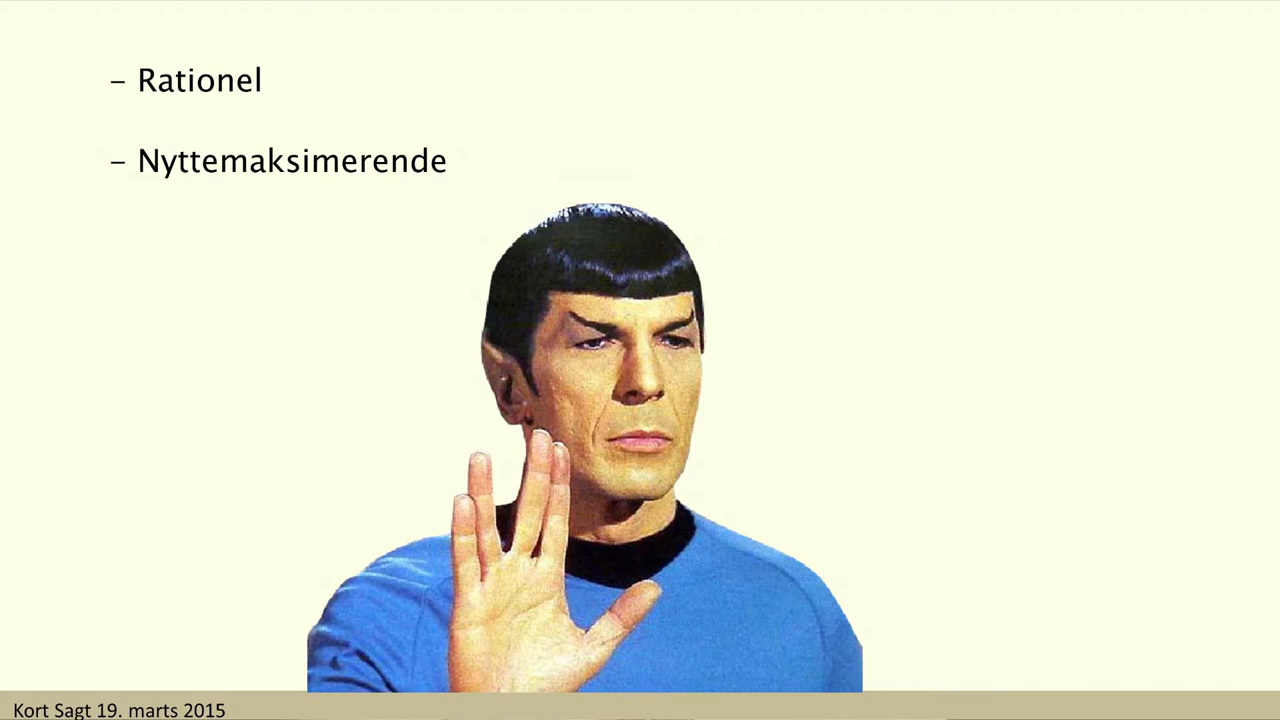 – Rationel
– Nyttemaksimerende
Kort Sagt 19. marts 2015